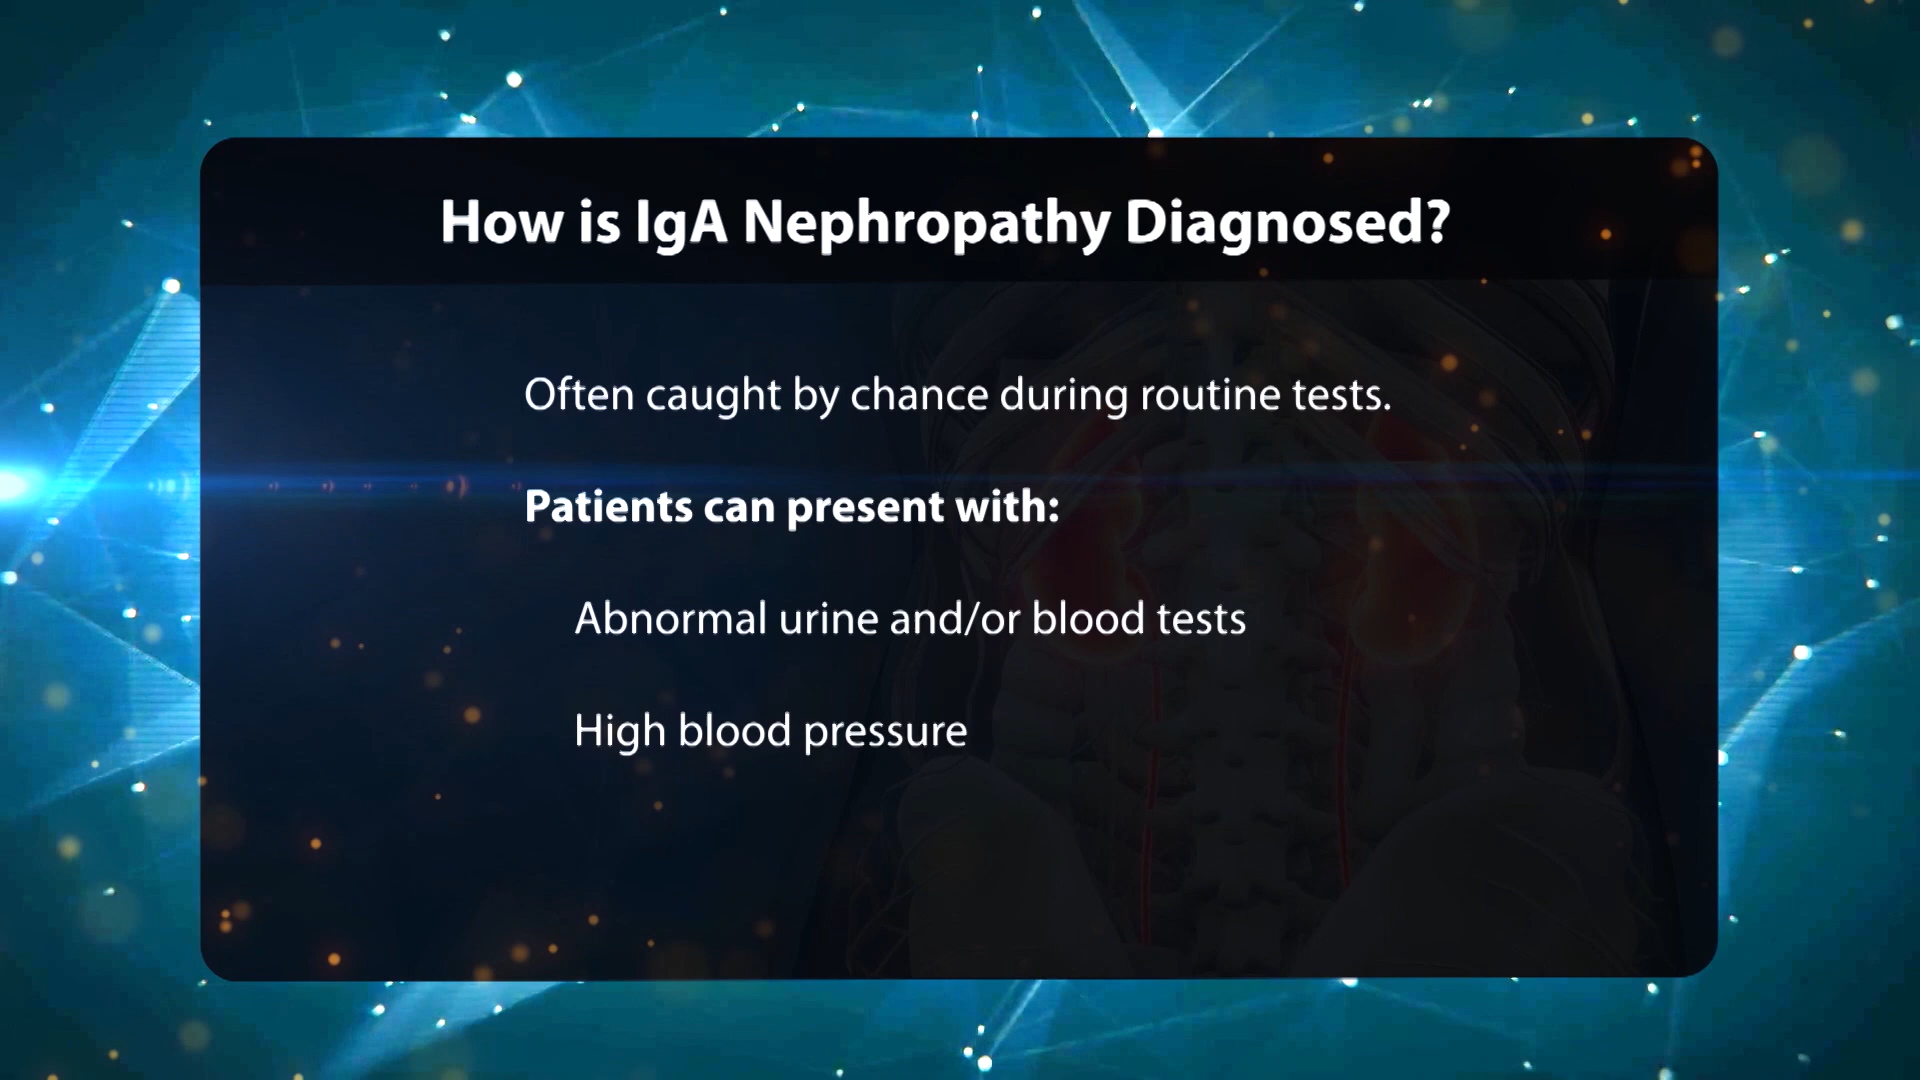 How is IgA Nephropathy Diagnosed?
Often caught by chance during routine tests.
Patients can present with:
Abnormal urine and/or blood tests
High blood pressure